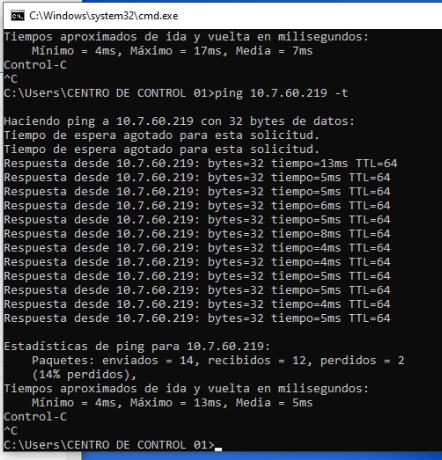 C:\Windows\system32\cmd.exe
Tiempos aproximados de ida y vuelta en milisegundos:
    Mínimo = 4ms, Máximo = 17ms, Media = 7ms
Control-C
^C
C:\Users\CENTRO DE CONTROL 01>ping 10.7.60.219 -t

Haciendo ping a 10.7.60.219 con 32 bytes de datos:
Tiempo de espera agotado para esta solicitud.
Tiempo de espera agotado para esta solicitud.
Respuesta desde 10.7.60.219: bytes=32 tiempo=13ms TTL=64
Respuesta desde 10.7.60.219: bytes=32 tiempo=5ms TTL=64
Respuesta desde 10.7.60.219: bytes=32 tiempo=5ms TTL=64
Respuesta desde 10.7.60.219: bytes=32 tiempo=6ms TTL=64
Respuesta desde 10.7.60.219: bytes=32 tiempo=5ms TTL=64
Respuesta desde 10.7.60.219: bytes=32 tiempo=8ms TTL=64
Respuesta desde 10.7.60.219: bytes=32 tiempo=4ms TTL=64
Respuesta desde 10.7.60.219: bytes=32 tiempo=4ms TTL=64
Respuesta desde 10.7.60.219: bytes=32 tiempo=5ms TTL=64
Respuesta desde 10.7.60.219: bytes=32 tiempo=5ms TTL=64
Respuesta desde 10.7.60.219: bytes=32 tiempo=4ms TTL=64
Respuesta desde 10.7.60.219: bytes=32 tiempo=5ms TTL=64

Estadísticas de ping para 10.7.60.219:
    Paquetes: enviados = 14, recibidos = 12, perdidos = 2
    (14% perdidos),
Tiempos aproximados de ida y vuelta en milisegundos:
    Mínimo = 4ms, Máximo = 13ms, Media = 5ms
Control-C
^C
C:\Users\CENTRO DE CONTROL 01>